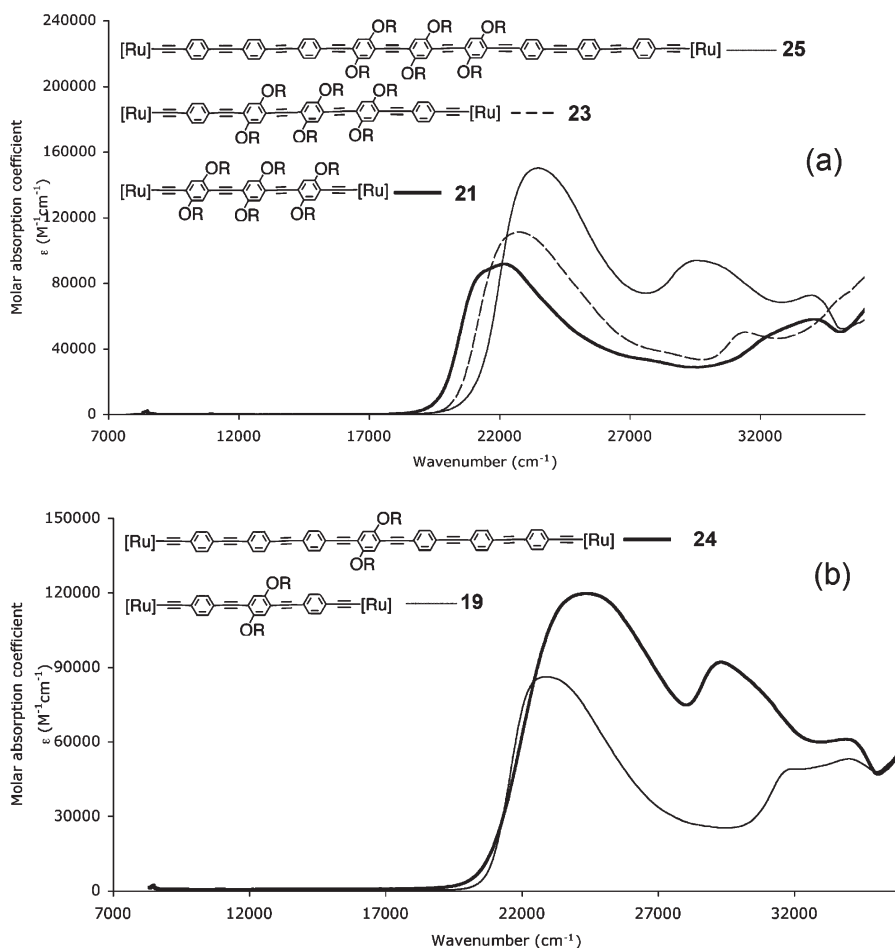 240000
OR OR OR
[Ru] [Ru] 25
OR OR OR
200000
OR OR OR
[Ru] [Ru] 23
OR OR OR
160000
(a)
OR OR OR
[Ru] [Ru] 21
OR OR OR
120000
80000
40000
0
Molar absorption coefficient
ε (M⁻¹cm⁻¹)
7000 12000 17000 22000 27000 32000
Wavenumber (cm⁻¹)
150000
OR
[Ru] [Ru] 24
OR
(b)
120000
OR
[Ru] [Ru] 19
OR
90000
60000
30000
0
Molar absorption coefficient
ε (M⁻¹cm⁻¹)
7000 12000 17000 22000 27000 32000
Wavenumber (cm⁻¹)